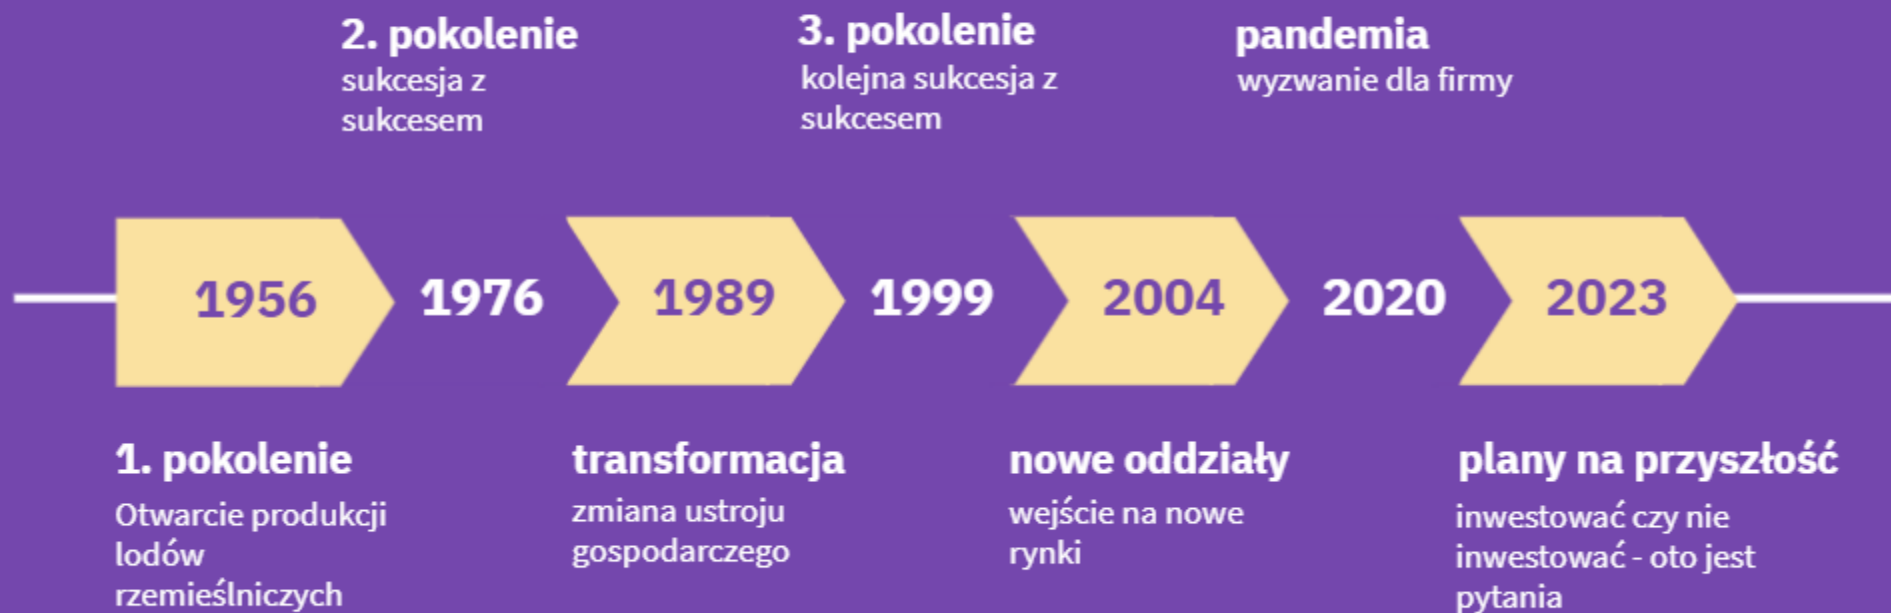 2. pokolenie
sukcesja z
sukcesem
3. pokolenie
kolejna sukcesja z
sukcesem
pandemia
wyzwanie dla firmy
1956
1976
1989
1999
2004
2020
2023
1. pokolenie
Otwarcie produkcji
lodów
rzemieślniczych
transformacja
zmiana ustroju
gospodarczego
nowe oddziały
wejście na nowe
rynki
plany na przyszłość
inwestować czy nie
inwestować - oto jest
pytania